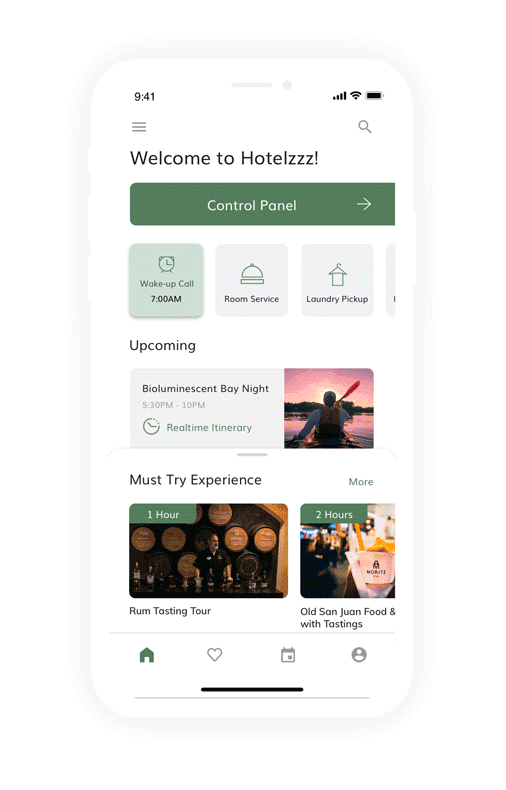 9:41
Welcome to Hotelzzz!
Control Panel
Wake-up Call
7:00AM
Room Service
Laundry Pickup
Upcoming
Bioluminescent Bay Night
5:30PM - 10PM
Realtime Itinerary
Must Try Experience
More
1 Hour
2 Hours
MORITZ
Rum Tasting Tour
Old San Juan Food &
with Tastings